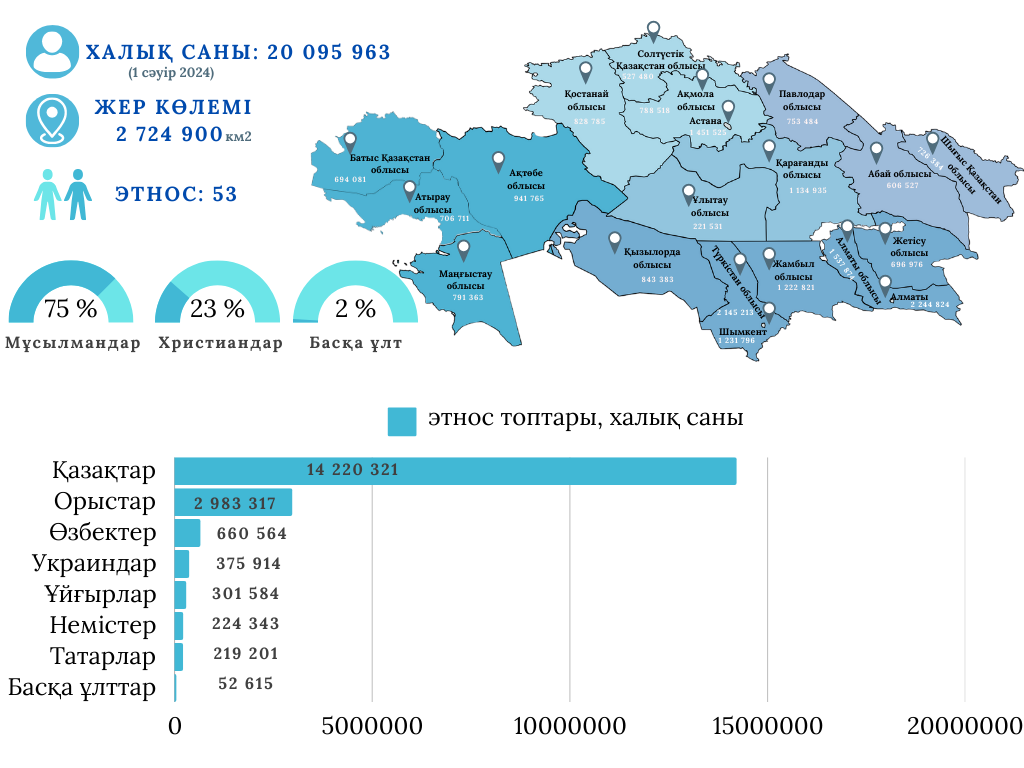 ХАЛЫҚ САНЫ: 20 095 963
(1 сәуір 2024)
ЖЕР КӨЛЕМІ
2 724 900 км2
ЭТНОС: 53
75 %
Мұсылмандар
23 %
Христиандар
2 %
Басқа ұлт
Солтүстік
Қазақстан облысы
527 480
Қостанай
облысы
828 785
Ақмола
облысы
788 518
Астана
1 451 525
Павлодар
облысы
753 484
Батыс Қазақстан
облысы
694 081
Атырау
облысы
706 711
Ақтөбе
облысы
941 765
Маңғыстау
облысы
791 363
Қарағанды
облысы
1 134 935
Ұлытау
облысы
221 531
Абай облысы
606 527
Шығыс Қазақстан
облысы
Қызылорда
облысы
843 383
Түркістан облысы
2 145 213
Жамбыл
облысы
1 222 821
Шымкент
1 231 796
Алматы облысы
Жетісу
облысы
696 976
Алматы
2 244 824
этнос топтары, халық саны
Қазақтар 14 220 321
Орыстар 2 983 317
Өзбектер 660 564
Украиндар 375 914
Ұйғырлар 301 584
Немістер 224 343
Татарлар 219 201
Басқа ұлттар 52 615
0 5000000 10000000 15000000 20000000